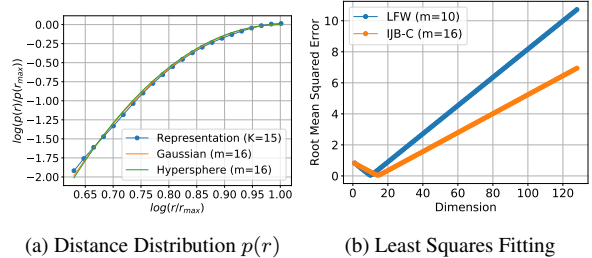 0.00
−0.25
−0.50
−0.75
−1.00
−1.25
−1.50
−1.75
−2.00
log(p(r)/p(r_max))
Representation (K=15)
Gaussian (m=16)
Hypersphere (m=16)
0.65 0.70 0.75 0.80 0.85 0.90 0.95 1.00
log(r/r_max)
(a) Distance Distribution p(r)
10
8
6
4
2
0
Root Mean Squared Error
LFW (m=10)
IJB-C (m=16)
0 20 40 60 80 100 120
Dimension
(b) Least Squares Fitting